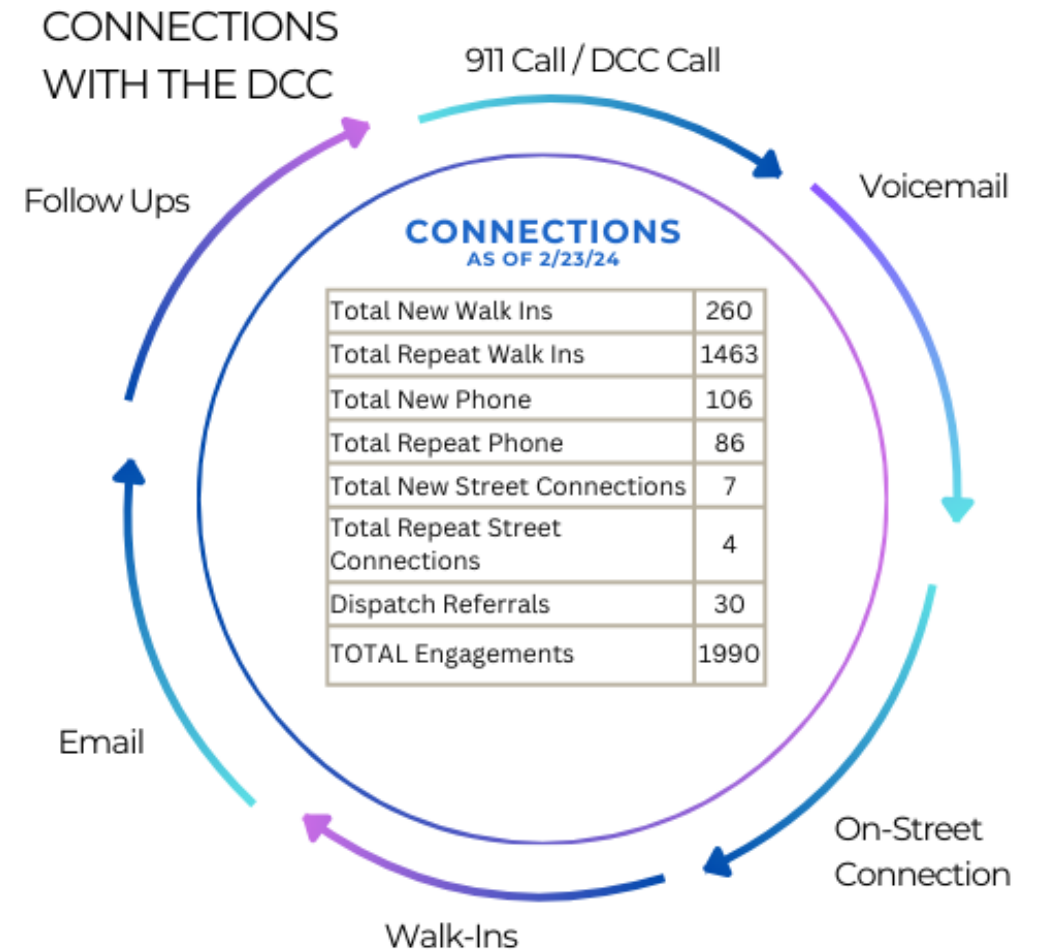 CONNECTIONS
WITH THE DCC
911 Call / DCC Call
Voicemail
Follow Ups
CONNECTIONS
AS OF 2/23/24
Total New Walk Ins 260
Total Repeat Walk Ins 1463
Total New Phone 106
Total Repeat Phone 86
Total New Street Connections 7
Total Repeat Street
Connections 4
Dispatch Referrals 30
TOTAL Engagements 1990
Email
On-Street
Connection
Walk-Ins